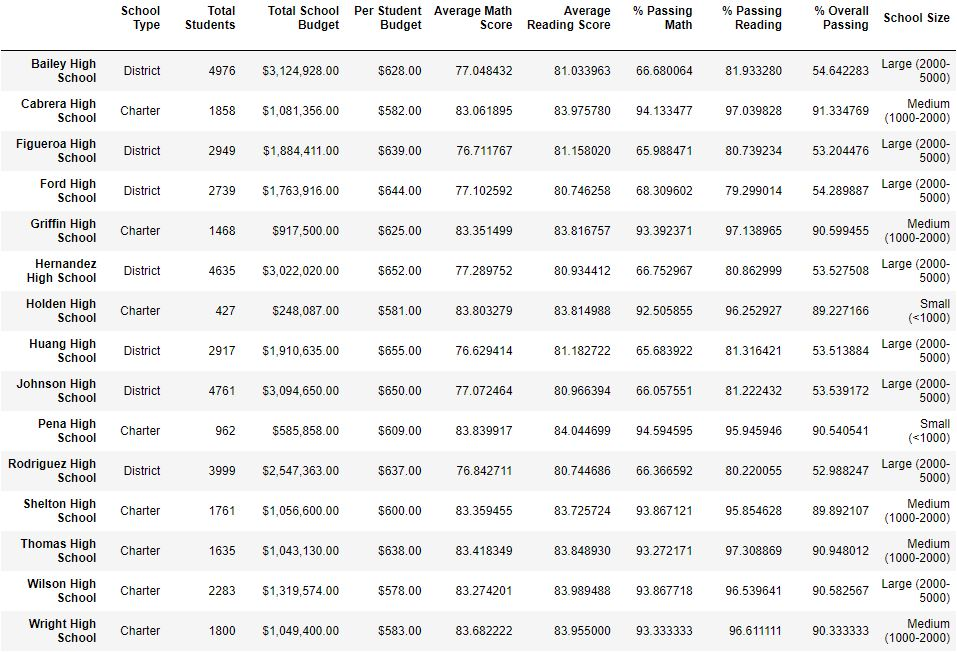 School Type Total Students Total School Budget Per Student Budget Average Math Score Average Reading Score % Passing Math % Passing Reading % Overall Passing School Size
Bailey High School District 4976 $3,124,928.00 $628.00 77.048432 81.033963 66.680064 81.933280 54.642283 Large (2000-5000)
Cabrera High School Charter 1858 $1,081,356.00 $582.00 83.061895 83.975780 94.133477 97.039828 91.334769 Medium (1000-2000)
Figueroa High School District 2949 $1,884,411.00 $639.00 76.711767 81.158020 65.988471 80.739234 53.204476 Large (2000-5000)
Ford High School District 2739 $1,763,916.00 $644.00 77.102592 80.746258 68.309602 79.299014 54.289887 Large (2000-5000)
Griffin High School Charter 1468 $917,500.00 $625.00 83.351499 83.816757 93.392371 97.138965 90.599455 Medium (1000-2000)
Hernandez High School District 4635 $3,022,020.00 $652.00 77.289752 80.934412 66.752967 80.862999 53.527508 Large (2000-5000)
Holden High School Charter 427 $248,087.00 $581.00 83.803279 83.814988 92.505855 96.252927 89.227166 Small (<1000)
Huang High School District 2917 $1,910,635.00 $655.00 76.629414 81.182722 65.683922 81.316421 53.513884 Large (2000-5000)
Johnson High School District 4761 $3,094,650.00 $650.00 77.072464 80.966394 66.057551 81.222432 53.539172 Large (2000-5000)
Pena High School Charter 962 $585,858.00 $609.00 83.839917 84.044699 94.594595 95.945946 90.540541 Small (<1000)
Rodriguez High School District 3999 $2,547,363.00 $637.00 76.842711 80.744686 66.366592 80.220055 52.988247 Large (2000-5000)
Shelton High School Charter 1761 $1,056,600.00 $600.00 83.359455 83.725724 93.867121 95.854628 89.892107 Medium (1000-2000)
Thomas High School Charter 1635 $1,043,130.00 $638.00 83.418349 83.848930 93.272171 97.308869 90.948012 Medium (1000-2000)
Wilson High School Charter 2283 $1,319,574.00 $578.00 83.274201 83.989488 93.867718 96.539641 90.582567 Large (2000-5000)
Wright High School Charter 1800 $1,049,400.00 $583.00 83.682222 83.955000 93.333333 96.611111 90.333333 Medium (1000-2000)